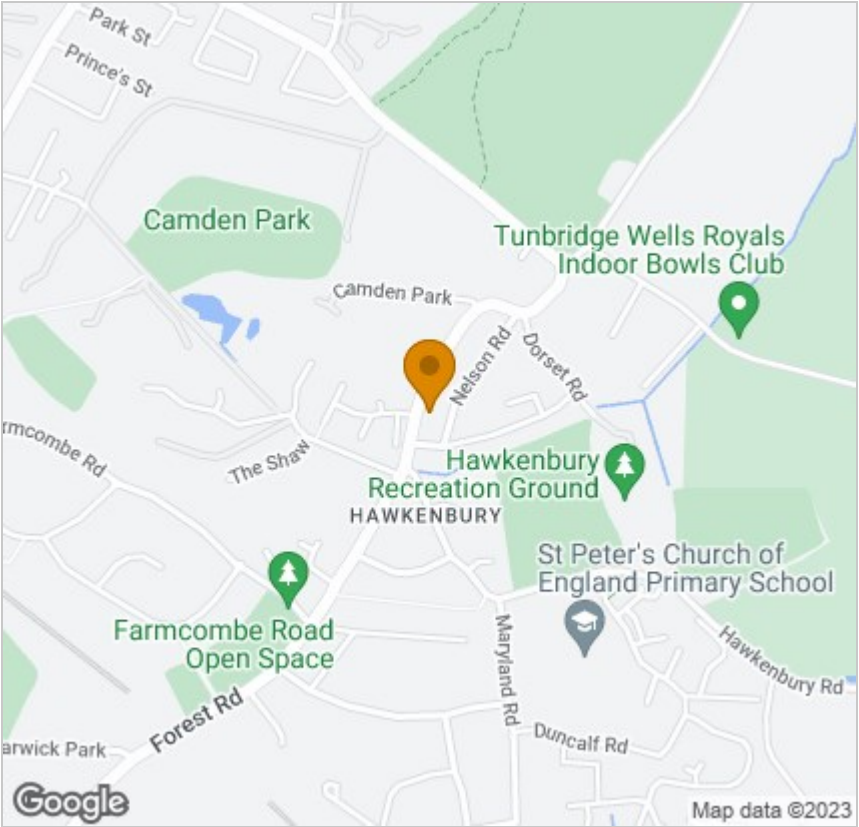 Park St
Prince's St
Camden Park
Tunbridge Wells Royals
Indoor Bowls Club
Camden Park
Nelson Rd
Dorset Rd
rmcombe Rd
The Shaw
Hawkenbury
Recreation Ground
HAWKENBURY
St Peter's Church of
England Primary School
Farmcombe Road
Open Space
Maryland Rd
Hawkenbury Rd
Forest Rd
arwick Park
Duncalf Rd
Google
Map data ©2023